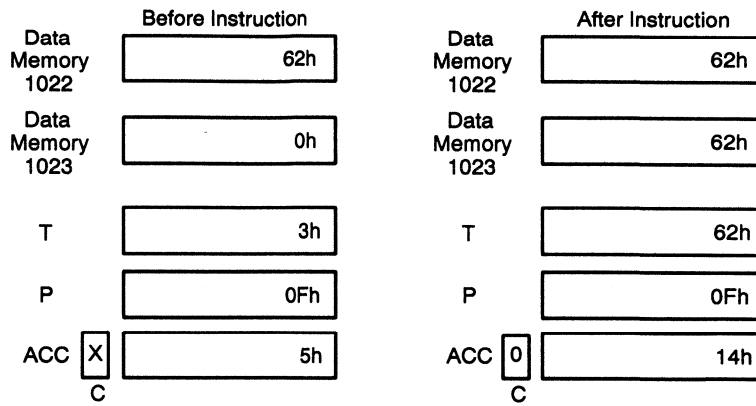 Before Instruction
Data
Memory
1022
62h
Data
Memory
1023
0h
T
3h
P
0Fh
ACC
X
5h
C
After Instruction
Data
Memory
1022
62h
Data
Memory
1023
62h
T
62h
P
0Fh
ACC
0
14h
C